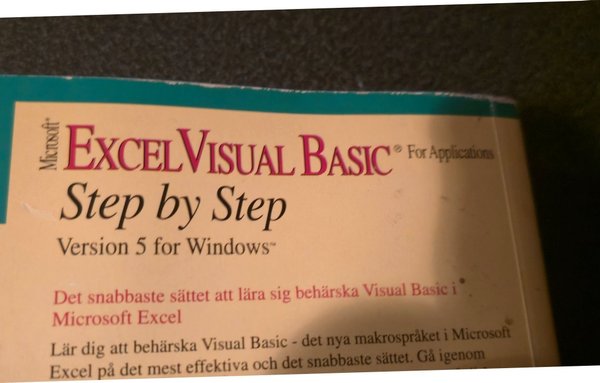 Microsoft® EXCEL VISUAL BASIC® For Applications
Step by Step
Version 5 for Windows™
Det snabbaste sättet att lära sig behärska Visual Basic i
Microsoft Excel
Lär dig att behärska Visual Basic - det nya makrospråket i Microsoft
Excel på det mest effektiva och det snabbaste sättet. Gå igenom